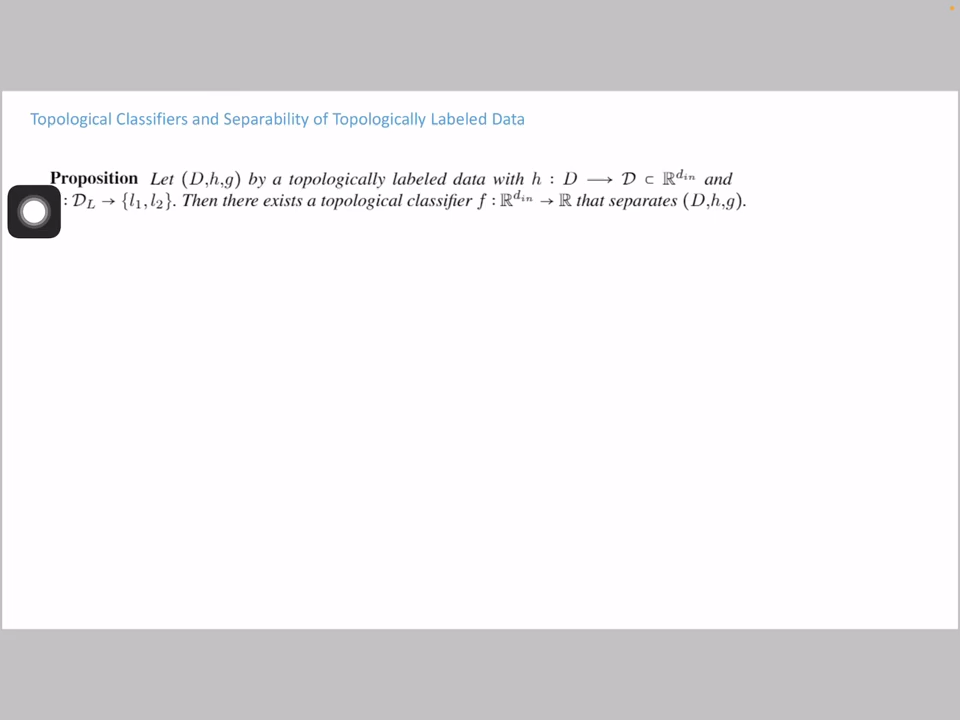 Topological Classifiers and Separability of Topologically Labeled Data
Proposition Let (D,h,g) by a topologically labeled data with h : D ⟶ 𝒟 ⊂ ℝ^{d_{in}} and
: 𝒟_L → {l_1, l_2}. Then there exists a topological classifier f : ℝ^{d_{in}} → ℝ that separates (D,h,g).